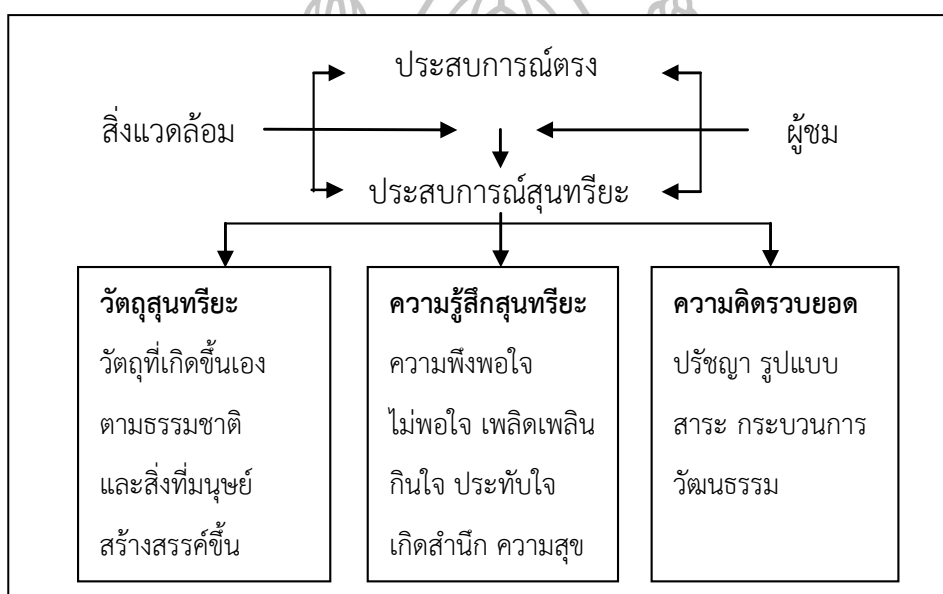 ประสบการณ์ตรง
สิ่งแวดล้อม
ผู้ชม
ประสบการณ์สุนทรียะ
วัตถุสุนทรียะ
วัตถุที่เกิดขึ้นเอง
ตามธรรมชาติ
และสิ่งที่มนุษย์
สร้างสรรค์ขึ้น
ความรู้สึกสุนทรียะ
ความพึงพอใจ
ไม่พอใจ เพลิดเพลิน
กินใจ ประทับใจ
เกิดสำนึก ความสุข
ความคิดรวบยอด
ปรัชญา รูปแบบ
สาระ กระบวนการ
วัฒนธรรม